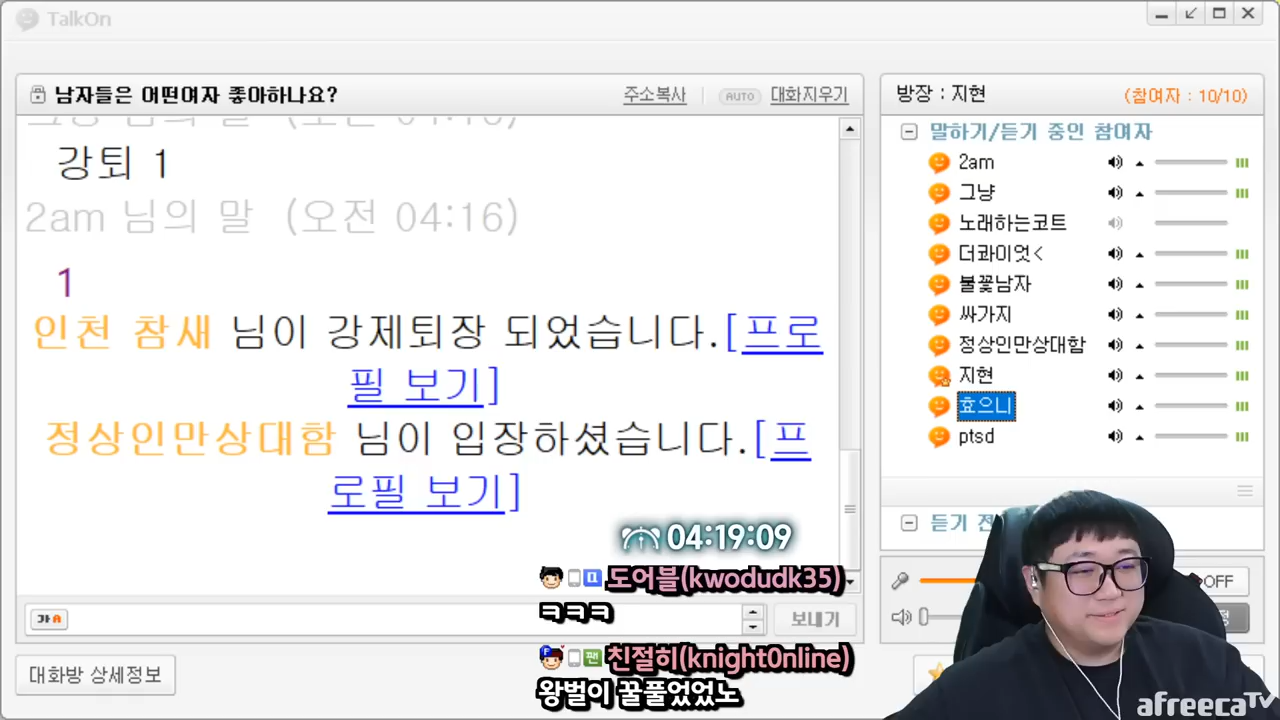 TalkOn
남자들은 어떤여자 좋아하나요?
주소복사
AUTO
대화지우기
강퇴 1
2am 님의 말 (오전 04:16)
1
인천 참새 님이 강제퇴장 되었습니다.[프로
필 보기]
정상인만상대함 님이 입장하셨습니다.[프
로필 보기]
가A
보내기
대화방 상세정보
방장 : 지현
(참여자 : 10/10)
말하기/듣기 중인 참여자
2am
그냥
노래하는코트
더콰이엇<
불꽃남자
싸가지
정상인만상대함
지현
효으니
ptsd
듣기 전
OFF
04:19:09
도어블(kwodudk35)
ㅋㅋㅋ
친절히(knight0nline)
왕벌이 꿀풀었었노
afreecaTV